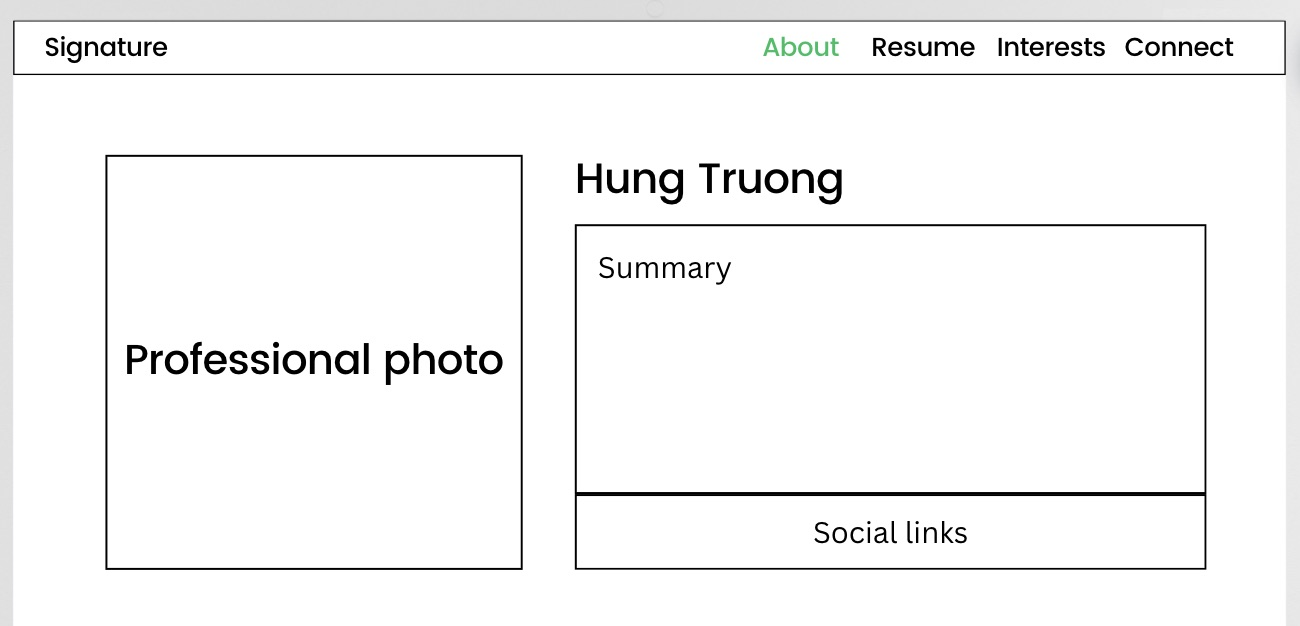 Signature About Resume Interests Connect
Hung Truong
Professional photo
Summary
Social links